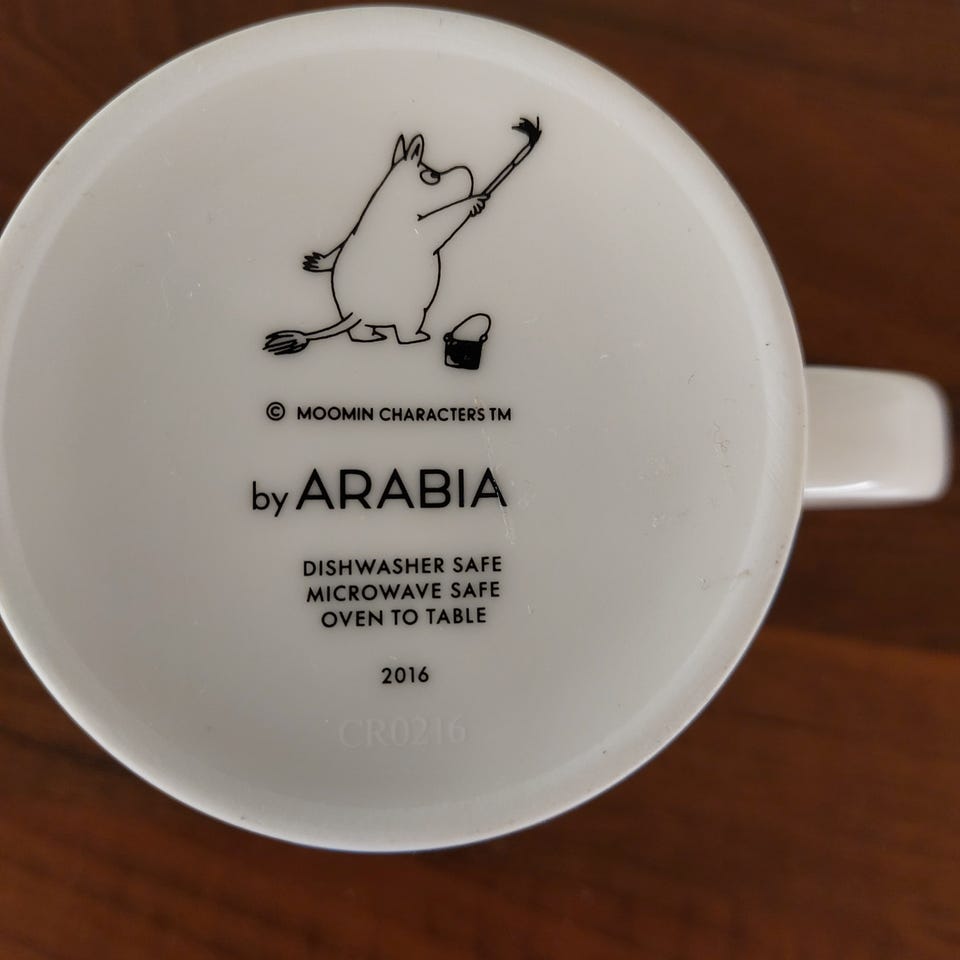 © MOOMIN CHARACTERS TM
by ARABIA
DISHWASHER SAFE
MICROWAVE SAFE
OVEN TO TABLE
2016
CR0216